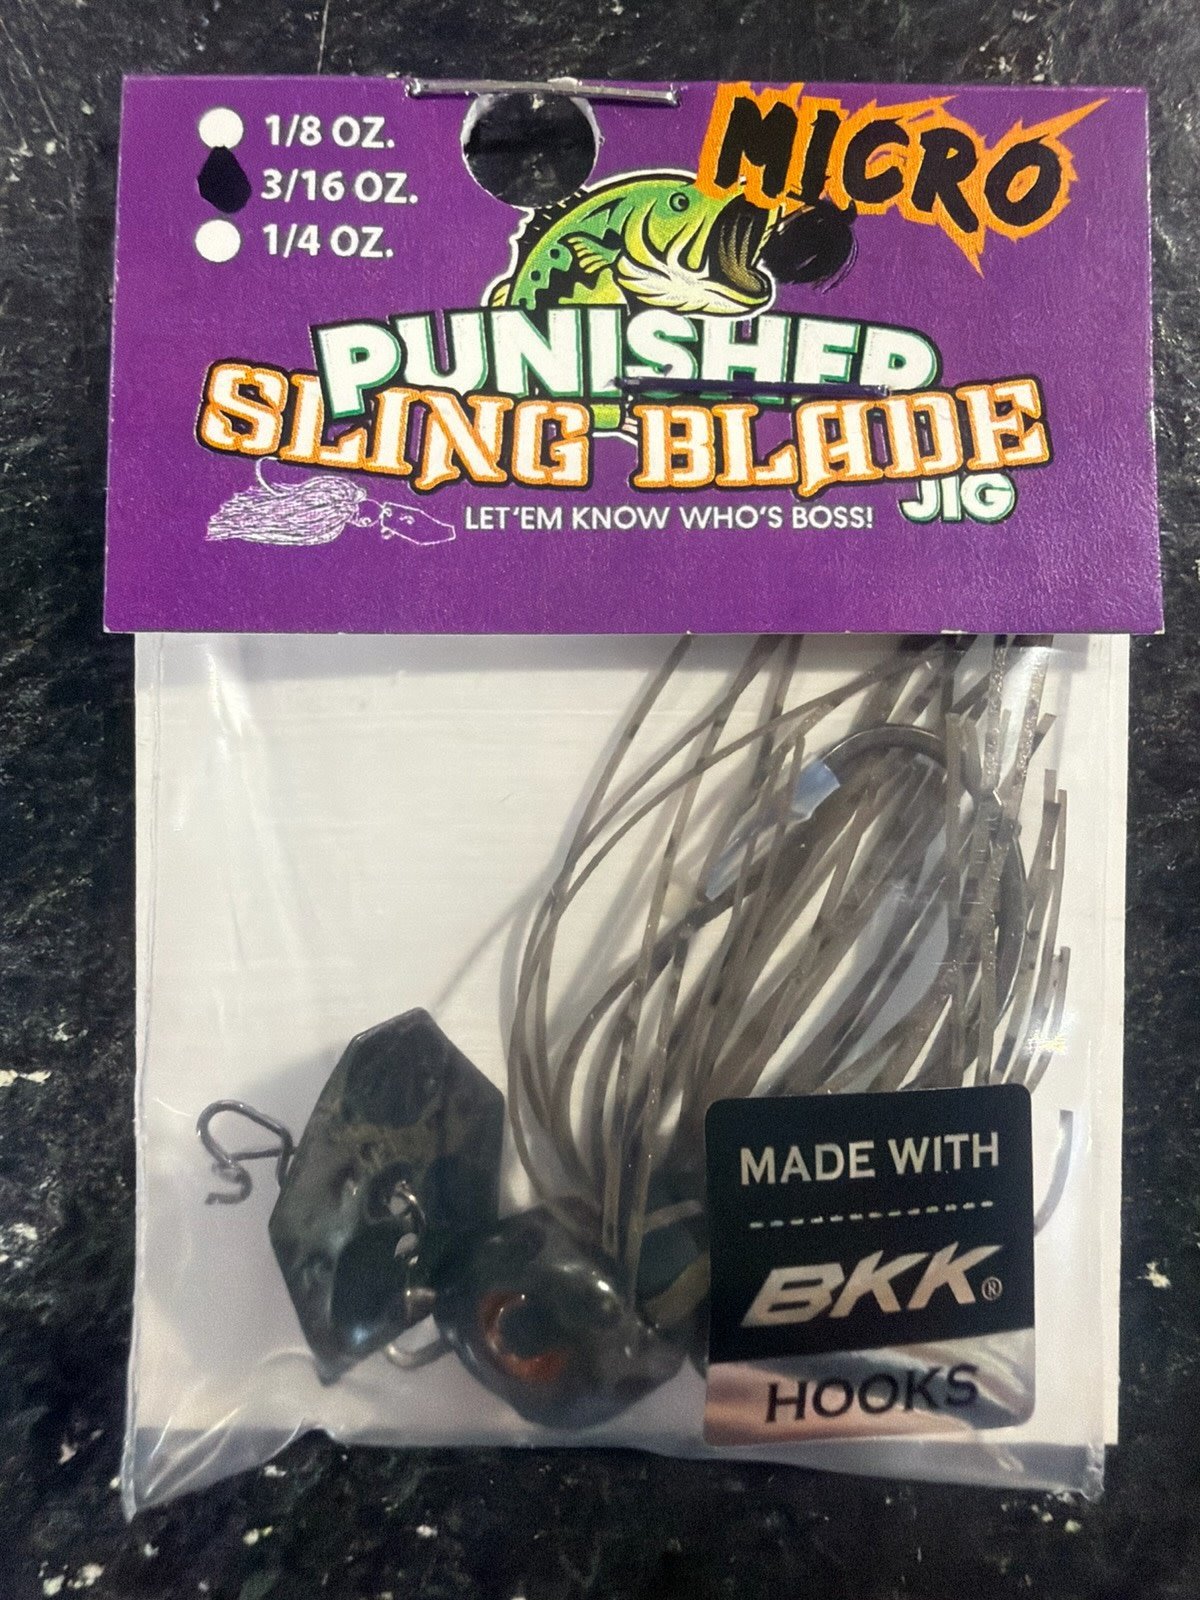 1/8 OZ.
3/16 OZ.
1/4 OZ.
MICRO
PUNISHER
SLING BLADE
JIG
LET'EM KNOW WHO'S BOSS!
MADE WITH
BKK®
HOOKS